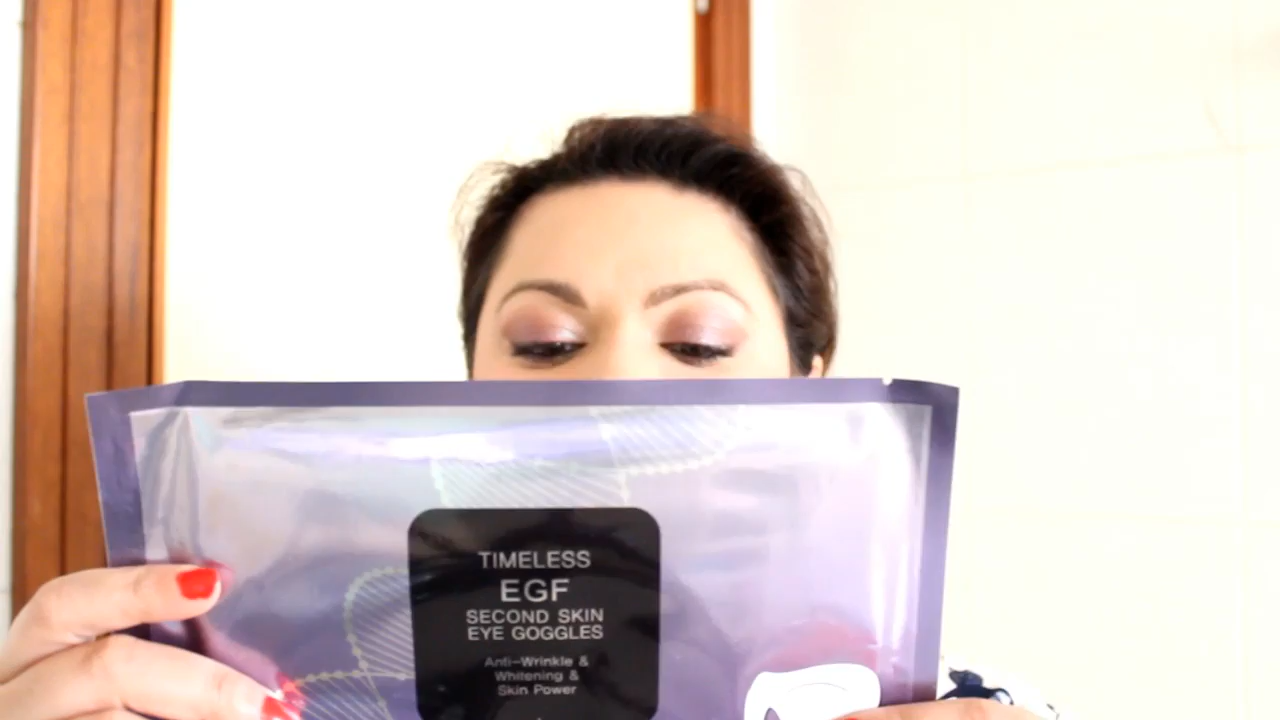 TIMELESS
EGF
SECOND SKIN
EYE GOGGLES
Anti-Wrinkle &
Whitening &
Skin Power